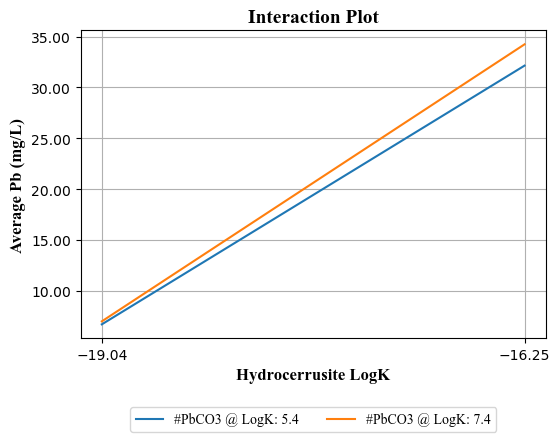 Interaction Plot
35.00
30.00
25.00
20.00
15.00
10.00
Average Pb (mg/L)
−19.04 −16.25
Hydrocerrusite LogK
#PbCO3 @ LogK: 5.4 #PbCO3 @ LogK: 7.4